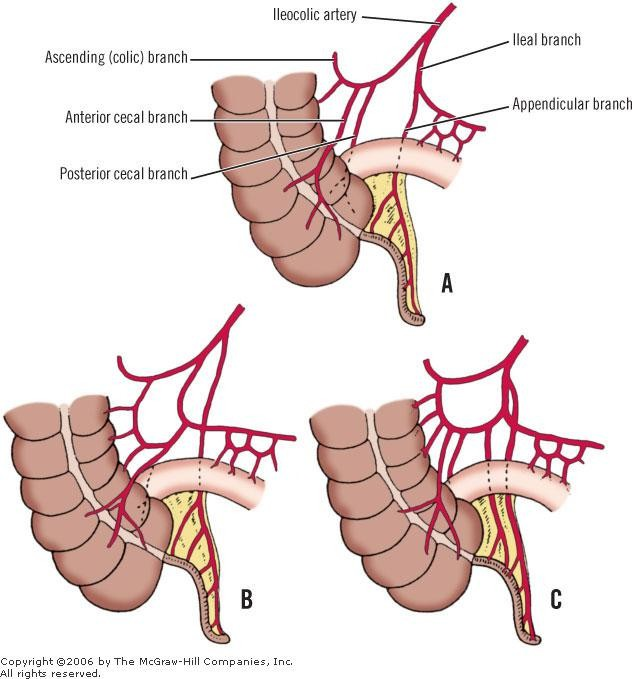 Ileocolic artery
Ileal branch
Ascending (colic) branch
Appendicular branch
Anterior cecal branch
Posterior cecal branch
A
B
C
Copyright ©2006 by The McGraw-Hill Companies, Inc.
All rights reserved.